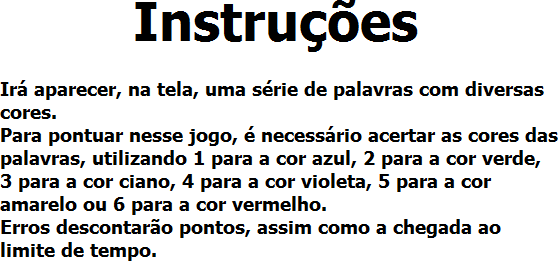 Instruções
Irá aparecer, na tela, uma série de palavras com diversas
cores.
Para pontuar nesse jogo, é necessário acertar as cores das
palavras, utilizando 1 para a cor azul, 2 para a cor verde,
3 para a cor ciano, 4 para a cor violeta, 5 para a cor
amarelo ou 6 para a cor vermelho.
Erros descontarão pontos, assim como a chegada ao
limite de tempo.